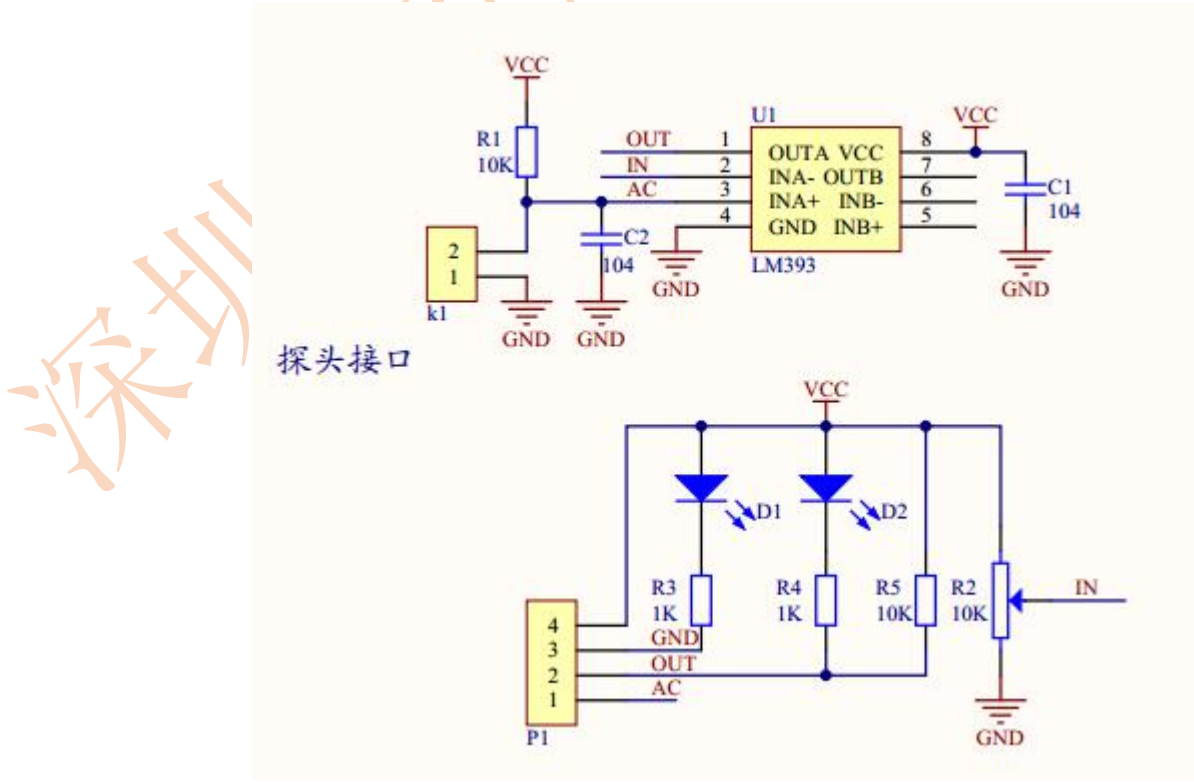 VCC
R1
10K
OUT
IN
AC
1
2
3
4
U1
OUTA VCC
INA- OUTB
INA+ INB-
GND INB+
LM393
8
7
6
5
VCC
C1
104
GND
C2
104
GND
2
1
k1
GND
GND
探头接口
深圳
VCC
D1
D2
R3
1K
R4
1K
R5
10K
R2
10K
IN
4
3
2
1
GND
OUT
AC
P1
GND